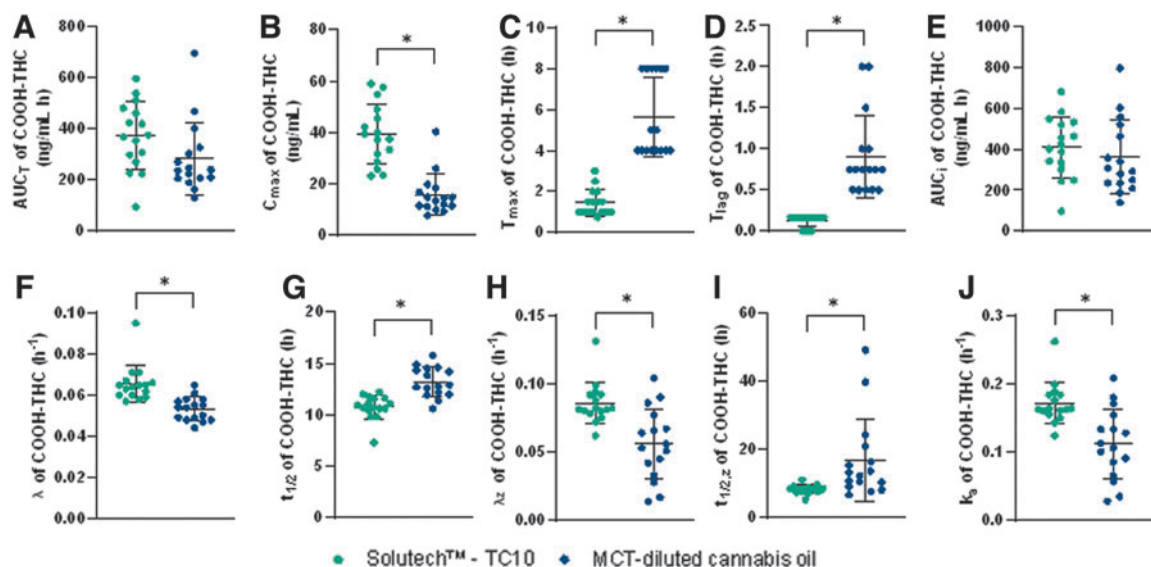 A
AUC_T of COOH-THC
(ng/mL h)
800
600
400
200
0
B
C_max of COOH-THC
(ng/mL)
80
60
40
20
0
*
C
T_max of COOH-THC (h)
10
8
6
4
2
0
*
D
T_lag of COOH-THC (h)
2.5
2.0
1.5
1.0
0.5
0.0
*
E
AUC_i of COOH-THC
(ng/mL h)
1000
800
600
400
200
0
F
λ of COOH-THC (h⁻¹)
0.10
0.08
0.06
0.04
0.02
0.00
*
G
t_1/2 of COOH-THC (h)
20
15
10
5
0
*
H
λ_z of COOH-THC (h⁻¹)
0.15
0.10
0.05
0.00
*
I
t_1/2,z of COOH-THC (h)
60
40
20
0
*
J
k_a of COOH-THC (h⁻¹)
0.3
0.2
0.1
0.0
*
Solutech™ - TC10
MCT-diluted cannabis oil